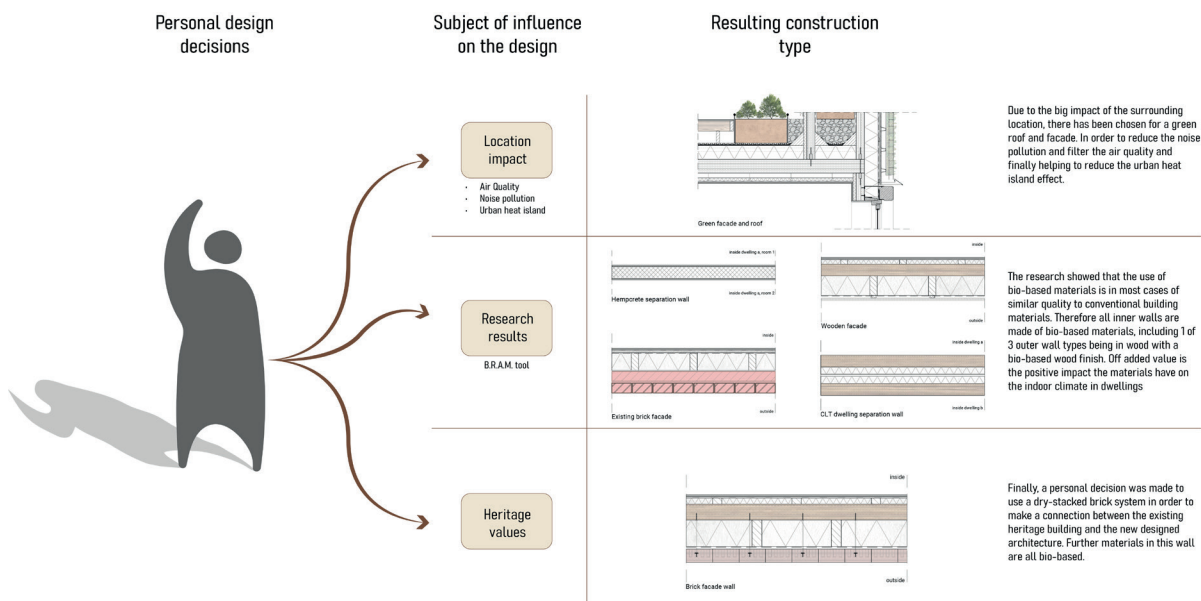 Personal design
decisions
Subject of influence
on the design
Resulting construction
type
Location
impact
• Air Quality
• Noise pollution
• Urban heat island
Green facade and roof
Due to the big impact of the surrounding
location, there has been chosen for a green
roof and facade. In order to reduce the noise
pollution and filter the air quality and
finally helping to reduce the urban heat
island effect.
Research
results
B.R.A.M. tool
inside dwelling a, room 1
inside dwelling a, room 2
Hempcrete separation wall
inside
outside
Wooden facade
inside
outside
Existing brick facade
inside dwelling a
inside dwelling b
CLT dwelling separation wall
The research showed that the use of
bio-based materials is in most cases of
similar quality to conventional building
materials. Therefore all inner walls are
made of bio-based materials, including 1 of
3 outer wall types being in wood with a
bio-based wood finish. Off added value is
the positive impact the materials have on
the indoor climate in dwellings
Heritage
values
inside
outside
Brick facade wall
Finally, a personal decision was made to
use a dry-stacked brick system in order to
make a connection between the existing
heritage building and the new designed
architecture. Further materials in this wall
are all bio-based.